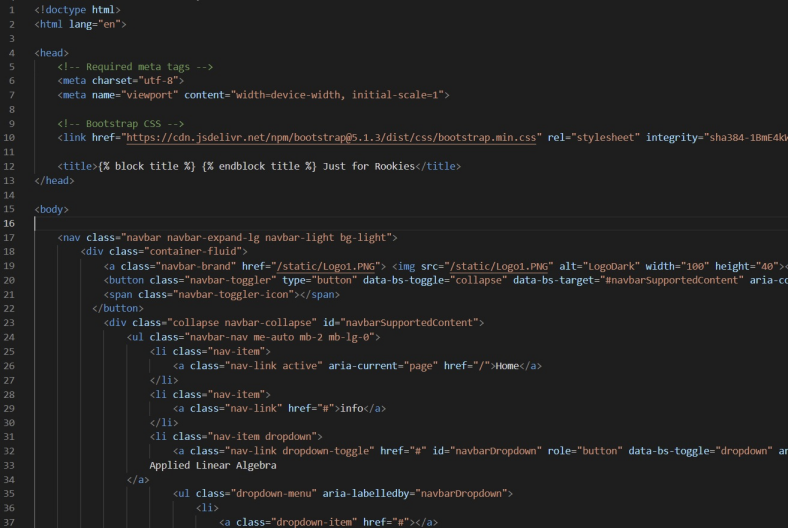 1 <!doctype html>
2 <html lang="en">
3
4 <head>
5 <!-- Required meta tags -->
6 <meta charset="utf-8">
7 <meta name="viewport" content="width=device-width, initial-scale=1">
8
9 <!-- Bootstrap CSS -->
10 <link href="https://cdn.jsdelivr.net/npm/bootstrap@5.1.3/dist/css/bootstrap.min.css" rel="stylesheet" integrity="sha384-1BmE4k
11
12 <title>{% block title %} {% endblock title %} Just for Rookies</title>
13 </head>
14
15 <body>
16
17 <nav class="navbar navbar-expand-lg navbar-light bg-light">
18 <div class="container-fluid">
19 <a class="navbar-brand" href="/static/Logo1.PNG"> <img src="/static/Logo1.PNG" alt="LogoDark" width="100" height="40"><
20 <button class="navbar-toggler" type="button" data-bs-toggle="collapse" data-bs-target="#navbarSupportedContent" aria-co
21 <span class="navbar-toggler-icon"></span>
22 </button>
23 <div class="collapse navbar-collapse" id="navbarSupportedContent">
24 <ul class="navbar-nav me-auto mb-2 mb-lg-0">
25 <li class="nav-item">
26 <a class="nav-link active" aria-current="page" href="/">Home</a>
27 </li>
28 <li class="nav-item">
29 <a class="nav-link" href="#">info</a>
30 </li>
31 <li class="nav-item dropdown">
32 <a class="nav-link dropdown-toggle" href="#" id="navbarDropdown" role="button" data-bs-toggle="dropdown" ar
33 Applied Linear Algebra
34 </a>
35 <ul class="dropdown-menu" aria-labelledby="navbarDropdown">
36 <li>
37 <a class="dropdown-item" href="#"></a>